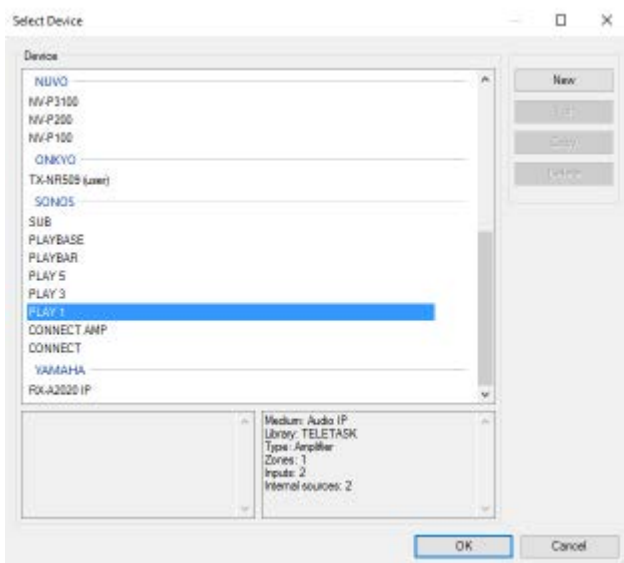 Select Device
Device
NUVO
NV-P3100
NV-P200
NV-P100
ONKYO
TX-NR509 (user)
SONOS
SUB
PLAYBASE
PLAYBAR
PLAY 5
PLAY 3
PLAY 1
CONNECT AMP
CONNECT
YAMAHA
RX-A2020 IP
New
Edit
Copy
Delete
Medium: Audio IP
Library: TELETASK
Type: Amplifier
Zones: 1
Inputs: 2
Internal sources: 2
OK
Cancel